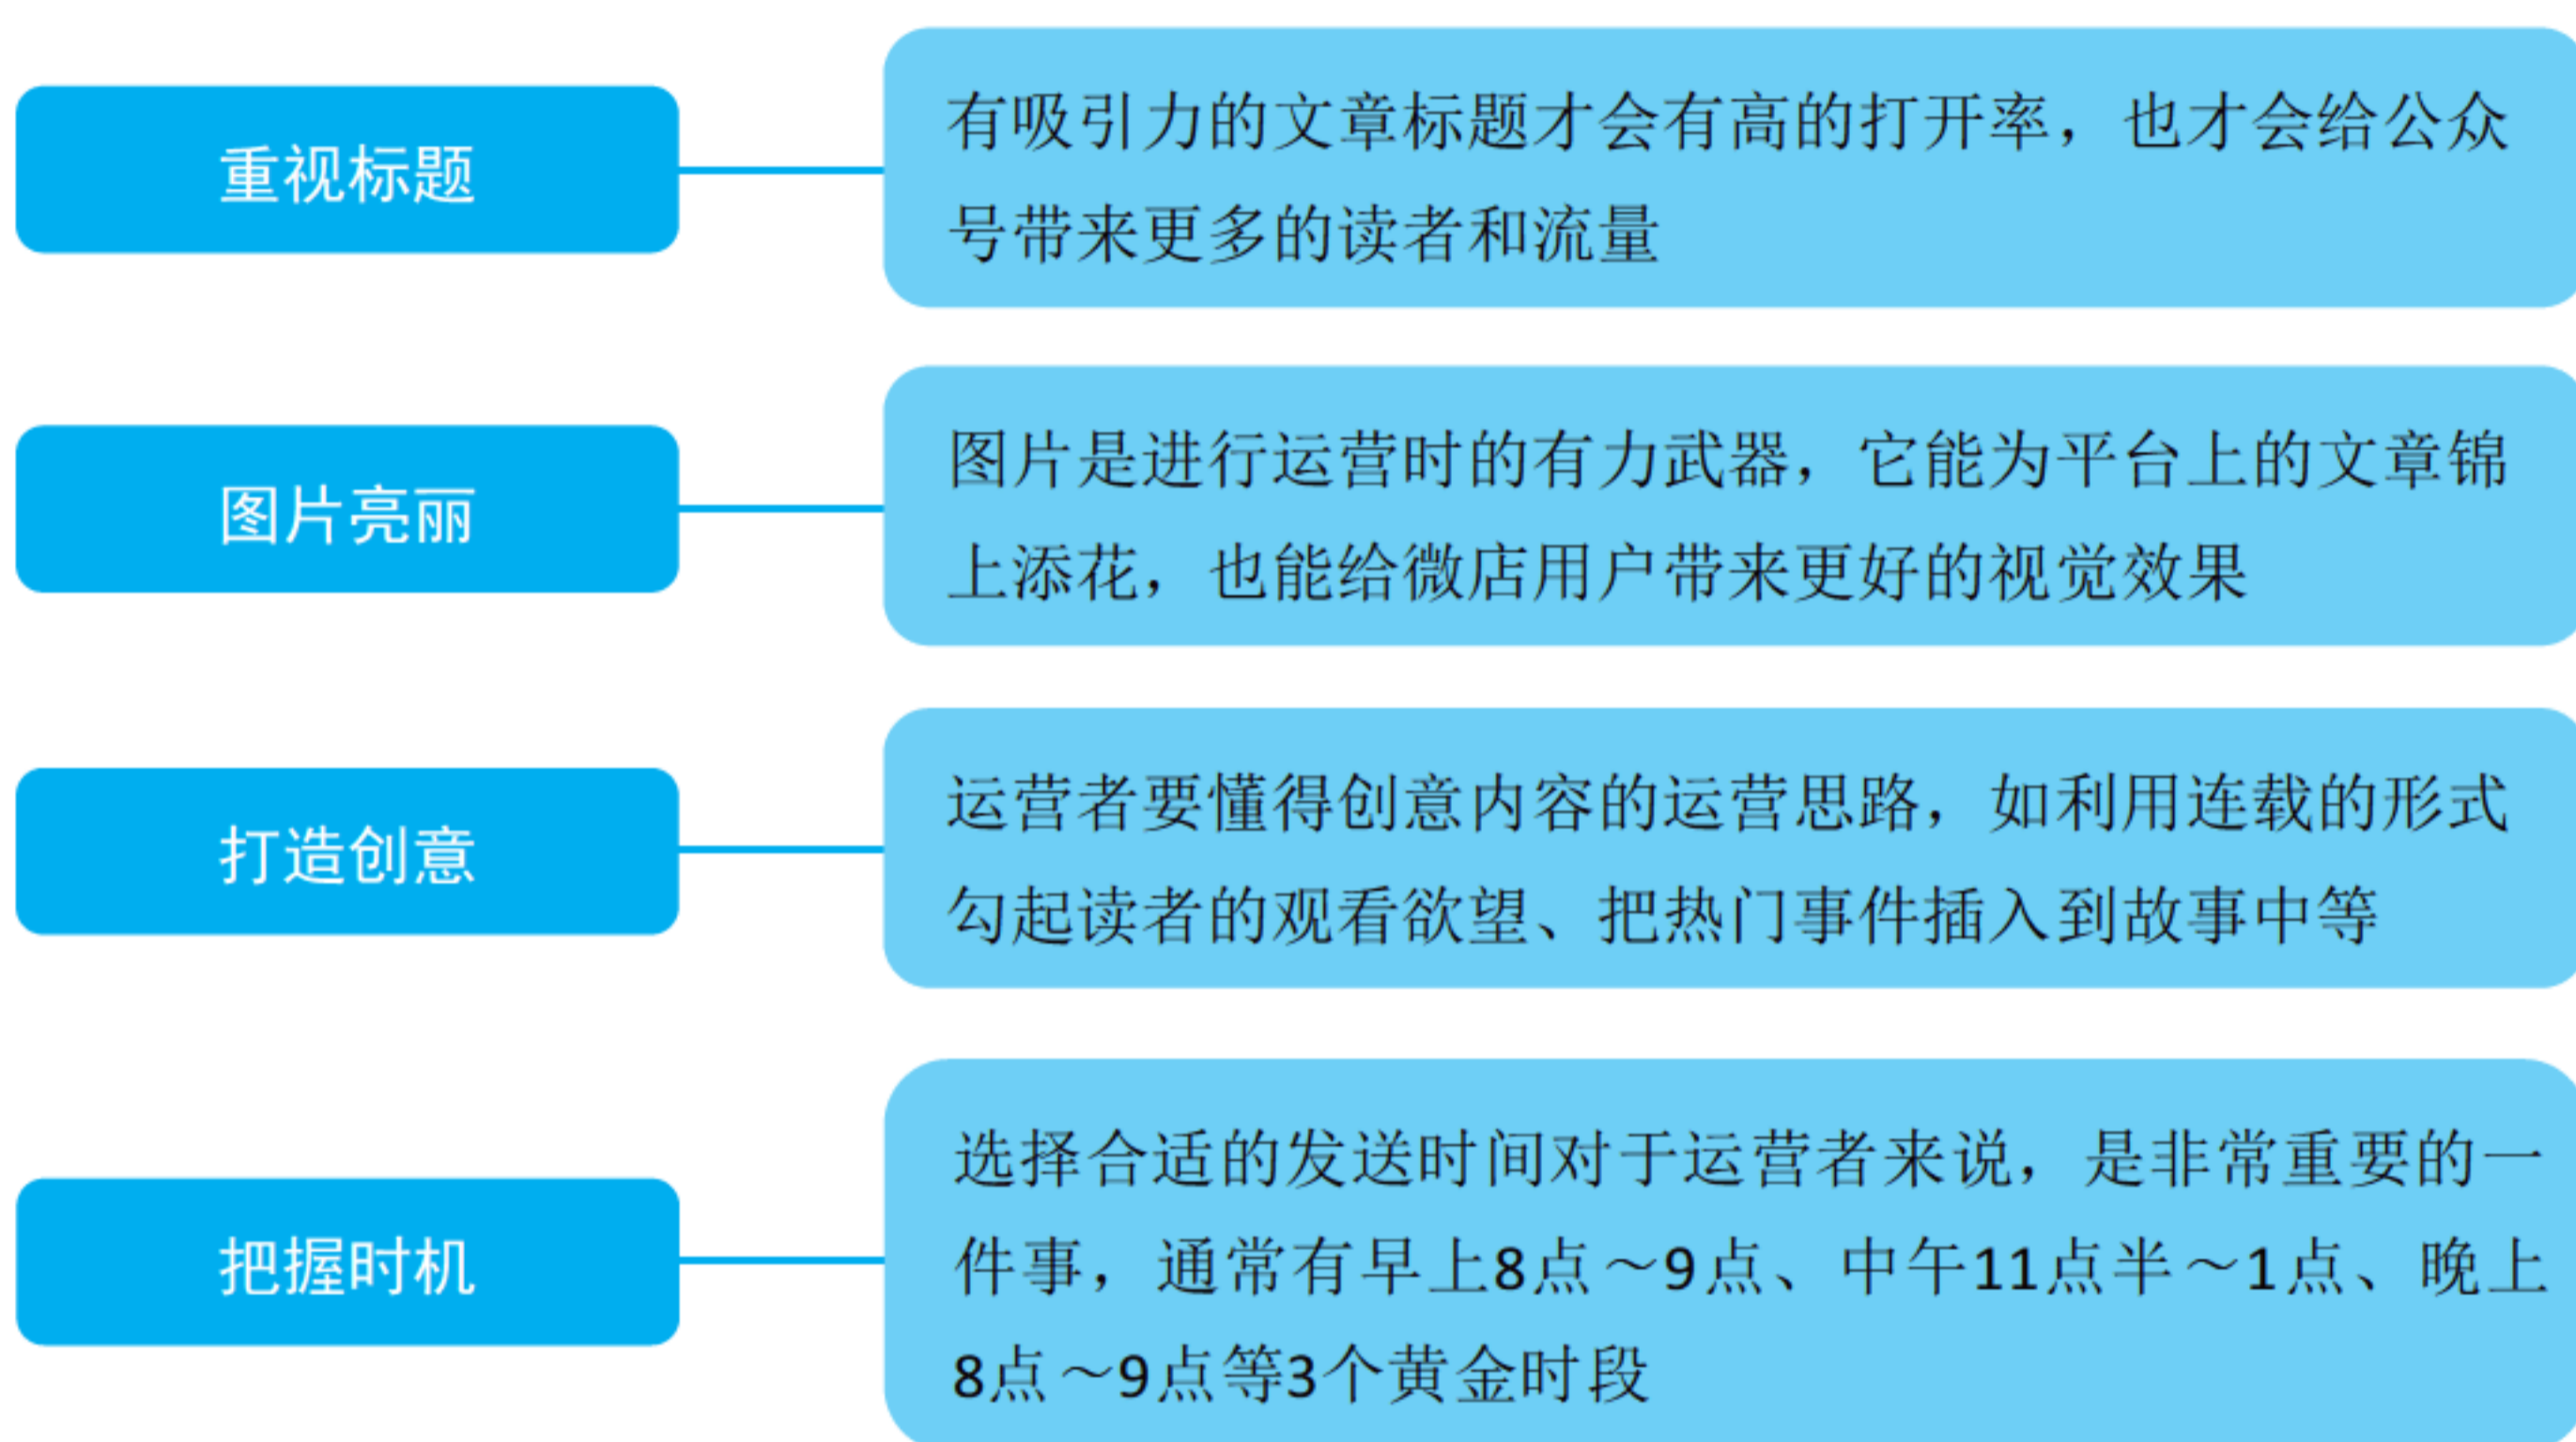 重视标题
有吸引力的文章标题才会有高的打开率，也才会给公众
号带来更多的读者和流量
图片亮丽
图片是进行运营时的有力武器，它能为平台上的文章锦
上添花，也能给微店用户带来更好的视觉效果
打造创意
运营者要懂得创意内容的运营思路，如利用连载的形式
勾起读者的观看欲望、把热门事件插入到故事中等
把握时机
选择合适的发送时间对于运营者来说，是非常重要的一
件事，通常有早上8点～9点、中午11点半～1点、晚上
8点～9点等3个黄金时段